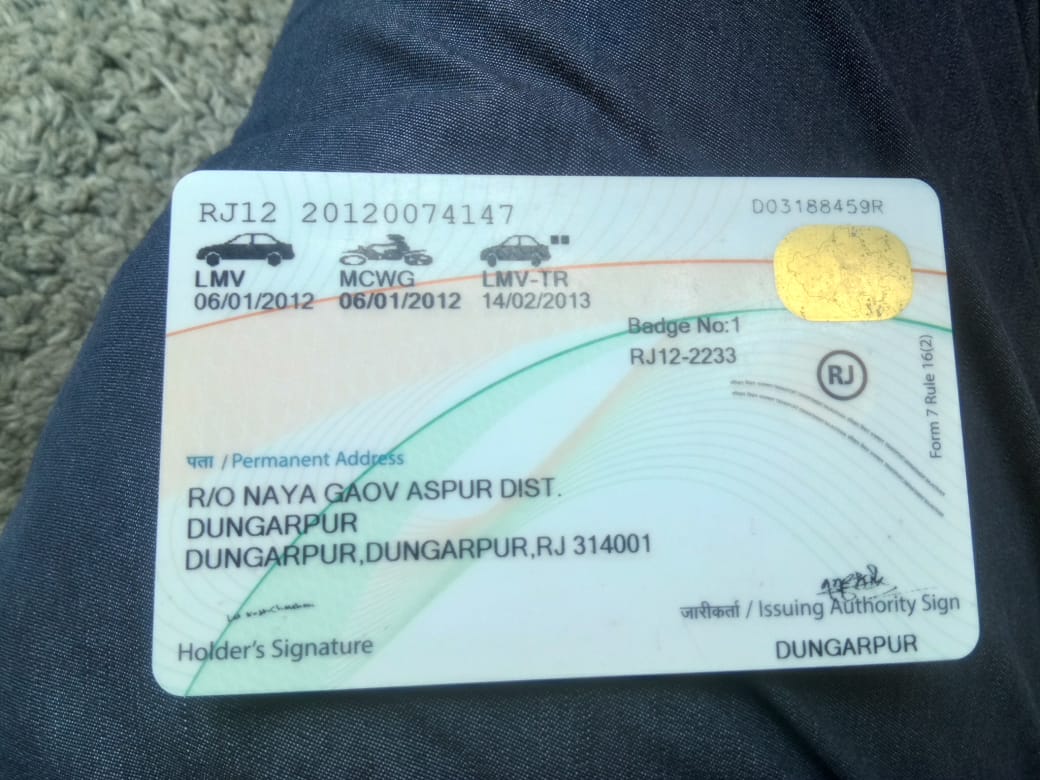 RJ12 20120074147
D03188459R
LMV MCWG LMV-TR
06/01/2012 06/01/2012 14/02/2013
Badge No:1
RJ12-2233
RJ
Form 7 Rule 16(2)
पता / Permanent Address
R/O NAYA GAOV ASPUR DIST.
DUNGARPUR
DUNGARPUR,DUNGARPUR,RJ 314001
Holder's Signature
जारीकर्ता / Issuing Authority Sign
DUNGARPUR